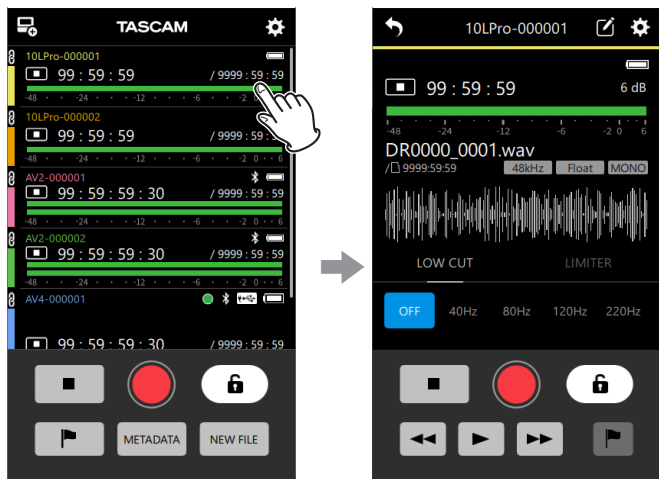 TASCAM
10LPro-000001
99 : 59 : 59 / 9999 : 59 : 59
-48 -24 -12 -6 -2 0
10LPro-000002
99 : 59 : 59 / 9999 : 59 : 59
-48 -24 -12 -6 -2 0 6
AV2-000001
99 : 59 : 59 : 30 / 9999 : 59 : 59
-48 -24 -12 -6 -2 0 6
AV2-000002
99 : 59 : 59 : 30 / 9999 : 59 : 59
-48 -24 -12 -6 -2 0 6
AV4-000001
99 : 59 : 59 : 30 / 9999 : 59 : 59
METADATA NEW FILE
10LPro-000001
99 : 59 : 59 6 dB
-48 -24 -12 -6 -2 0 6
DR0000_0001.wav
/ 9999:59:59 48kHz Float MONO
LOW CUT LIMITER
OFF 40Hz 80Hz 120Hz 220Hz